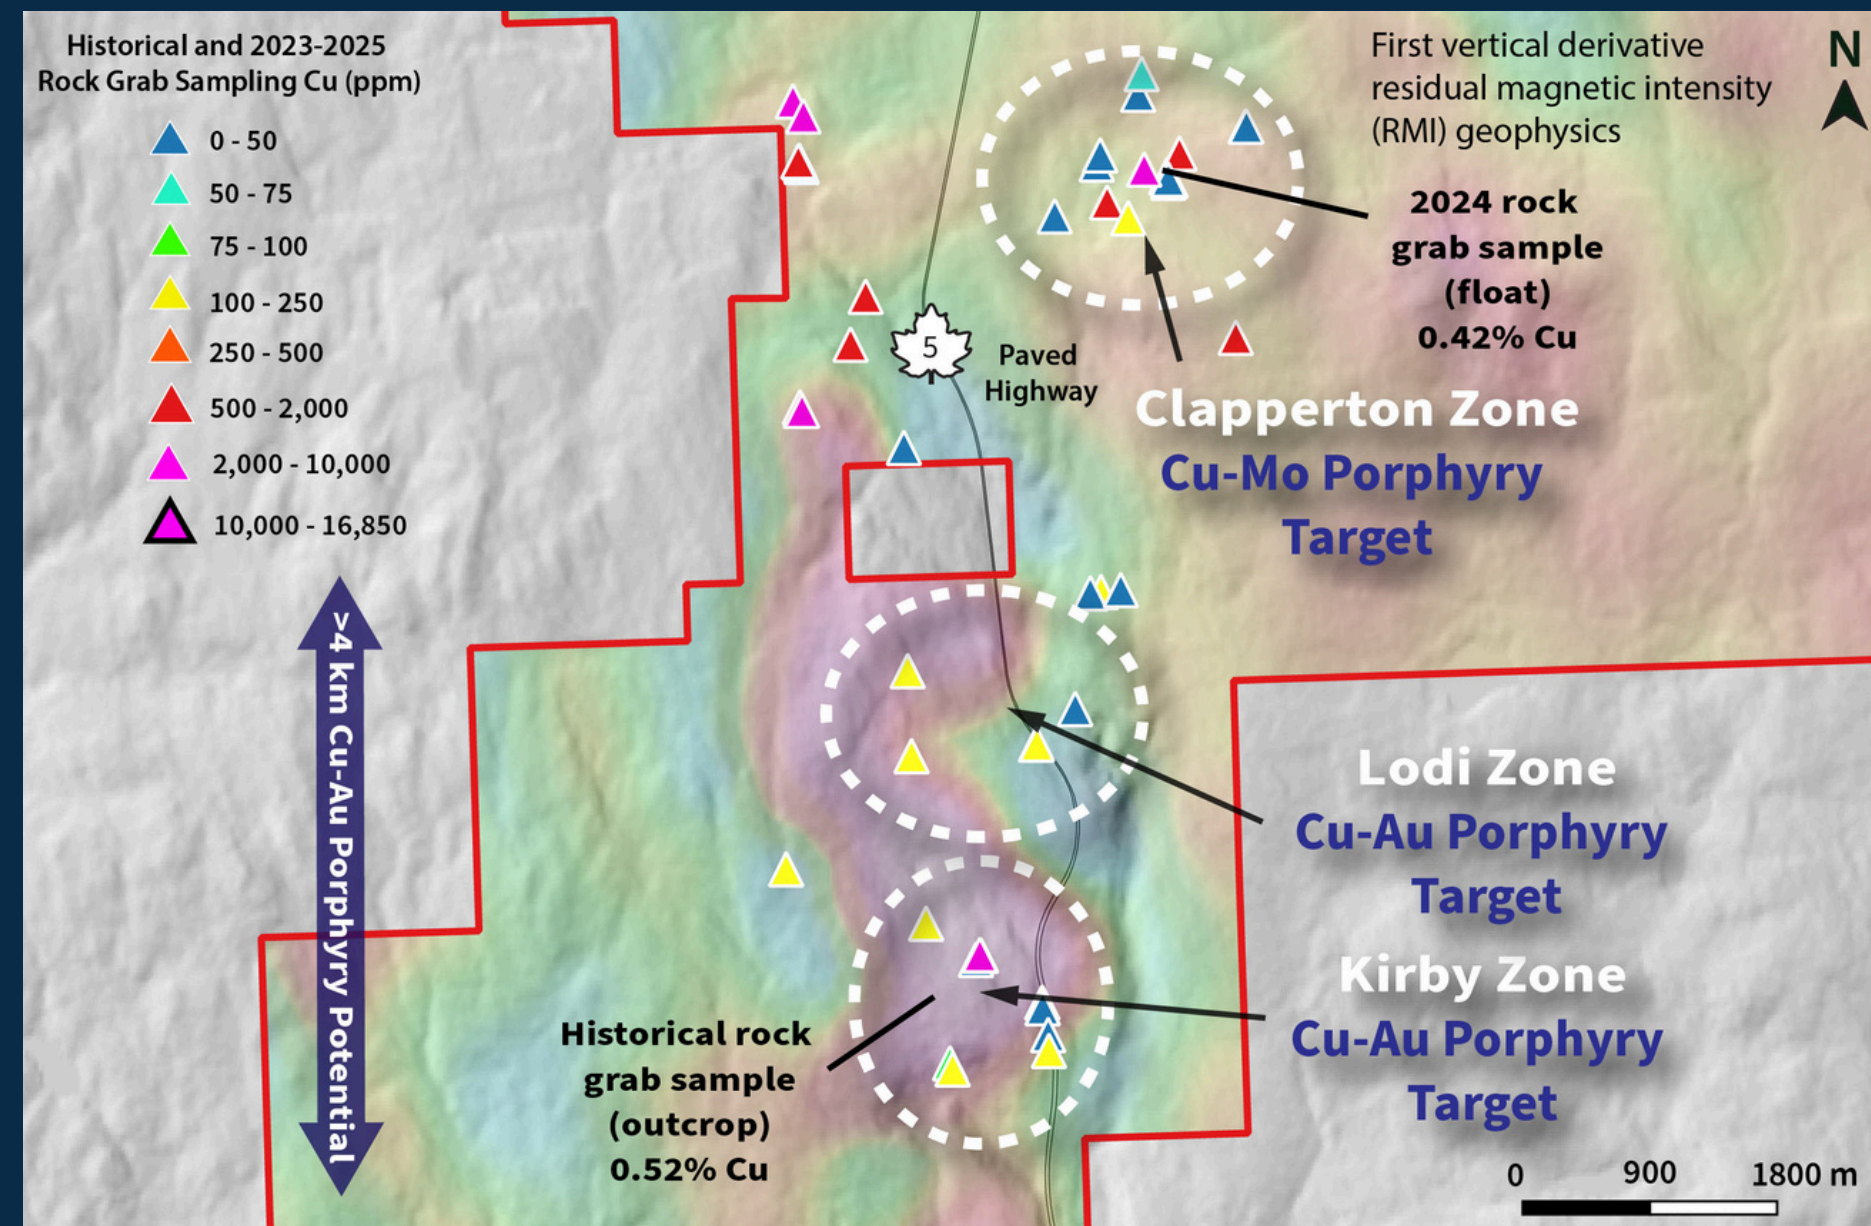 Historical and 2023-2025
Rock Grab Sampling Cu (ppm)
0 - 50
50 - 75
75 - 100
100 - 250
250 - 500
500 - 2,000
2,000 - 10,000
10,000 - 16,850
>4 km Cu-Au Porphyry Potential
First vertical derivative
residual magnetic intensity
(RMI) geophysics
N
2024 rock
grab sample
(float)
0.42% Cu
5
Paved
Highway
Clapperton Zone
Cu-Mo Porphyry
Target
Lodi Zone
Cu-Au Porphyry
Target
Kirby Zone
Cu-Au Porphyry
Target
Historical rock
grab sample
(outcrop)
0.52% Cu
0 900 1800 m